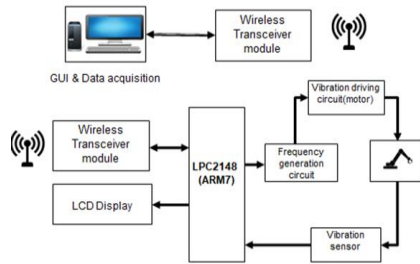 Wireless
Transceiver
module
GUI & Data acquisition
Vibration driving
circuit(motor)
Wireless
Transceiver
module
LPC2148
(ARM7)
Frequency
generation
circuit
LCD Display
Vibration
sensor